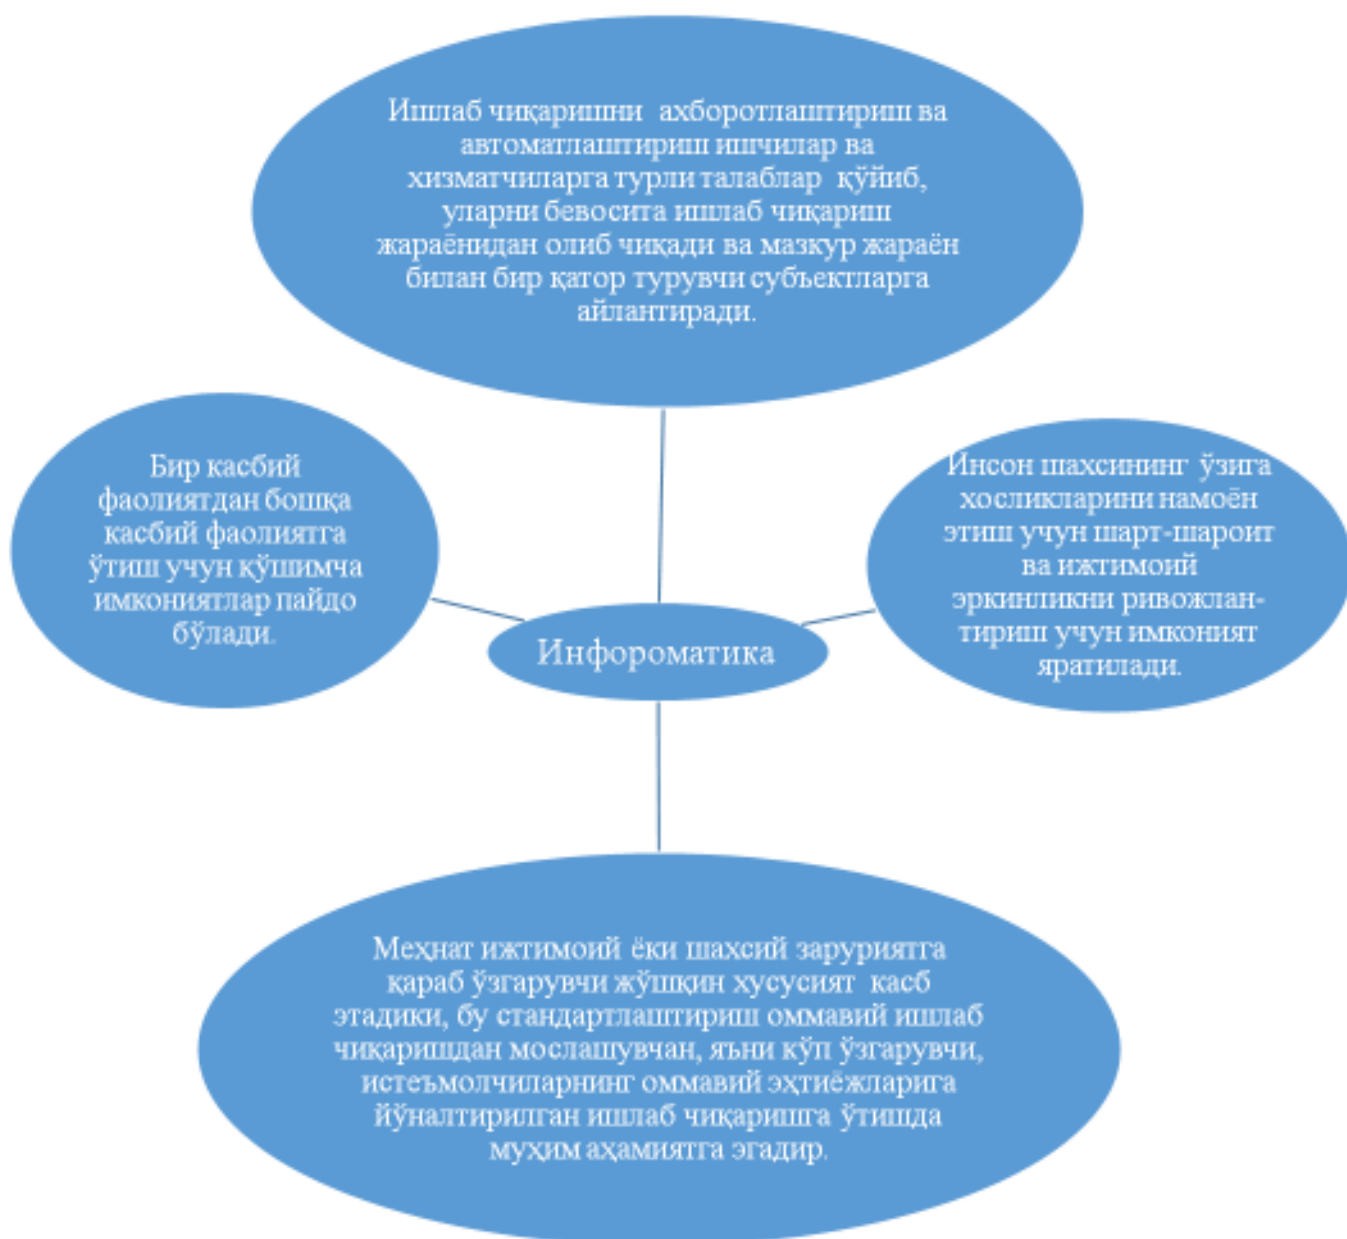 Ишлаб чиқаришни ахборотлаштириш ва
автоматлаштириш ишчилар ва
хизматчиларга турли талаблар қўйиб,
уларни бевосита ишлаб чиқариш
жараёнидан олиб чиқади ва мазкур жараён
билан бир қатор турувчи субъектларга
айлантиради.
Бир касбий
фаолиятдан бошқа
касбий фаолиятга
ўтиш учун қўшимча
имкониятлар пайдо
бўлади.
Инсон шахсининг ўзига
хосликларини намоён
этиш учун шарт-шароит
ва ижтимоий
эркинликни ривожлан-
тириш учун имконият
яратилади.
Инфороматика
Меҳнат ижтимоий ёки шахсий заруриятга
қараб ўзгарувчи жўшқин хусусият касб
этадики, бу стандартлаштириш оммавий ишлаб
чиқаришдан мослашувчан, яъни кўп ўзгарувчи,
истеъмолчиларнинг оммавий эҳтиёжларига
йўналтирилган ишлаб чиқаришга ўтишда
муҳим аҳамиятга эгадир.